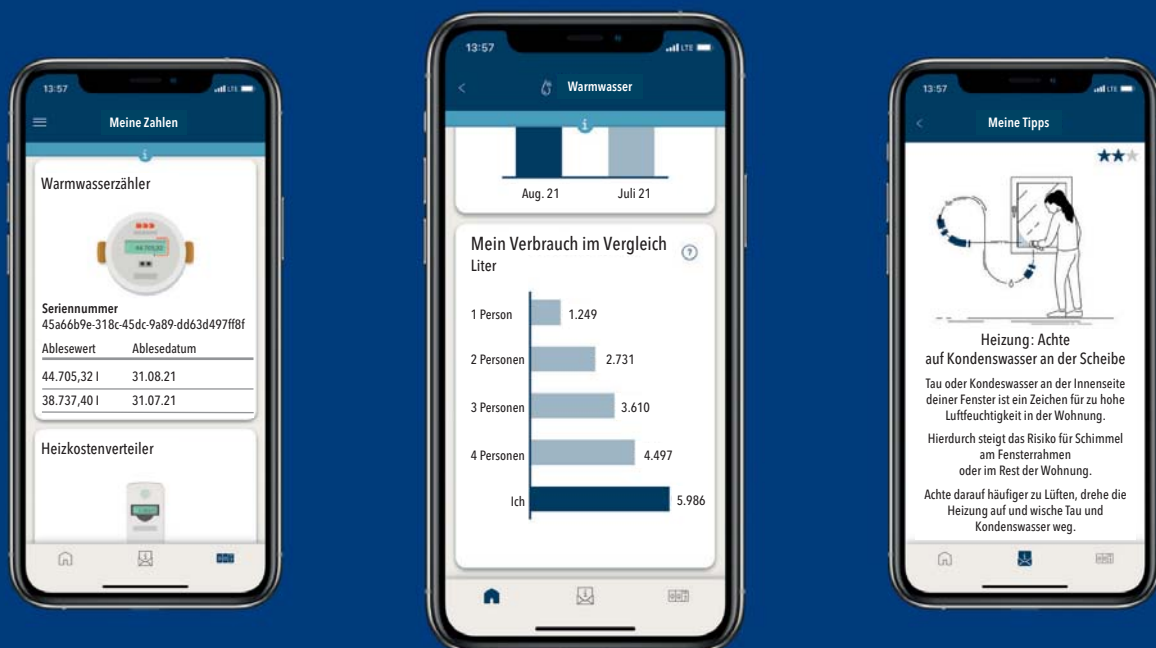 13:57
LTE
Meine Zahlen
i
Warmwasserzähler
44.705,32
Seriennummer
45a66b9e-318c-45dc-9a89-dd63d497ff8f
Ablesewert Ablesedatum
44.705,32 l 31.08.21
38.737,40 l 31.07.21
Heizkostenverteiler
13:57
LTE
Warmwasser
i
Aug. 21 Juli 21
Mein Verbrauch im Vergleich
?
Liter
1 Person 1.249
2 Personen 2.731
3 Personen 3.610
4 Personen 4.497
Ich 5.986
13:57
LTE
Meine Tipps
Heizung: Achte
auf Kondenswasser an der Scheibe
Tau oder Kondeswasser an der Innenseite
deiner Fenster ist ein Zeichen für zu hohe
Luftfeuchtigkeit in der Wohnung.
Hierdurch steigt das Risiko für Schimmel
am Fensterrahmen
oder im Rest der Wohnung.
Achte darauf häufiger zu Lüften, drehe die
Heizung auf und wische Tau und
Kondenswasser weg.